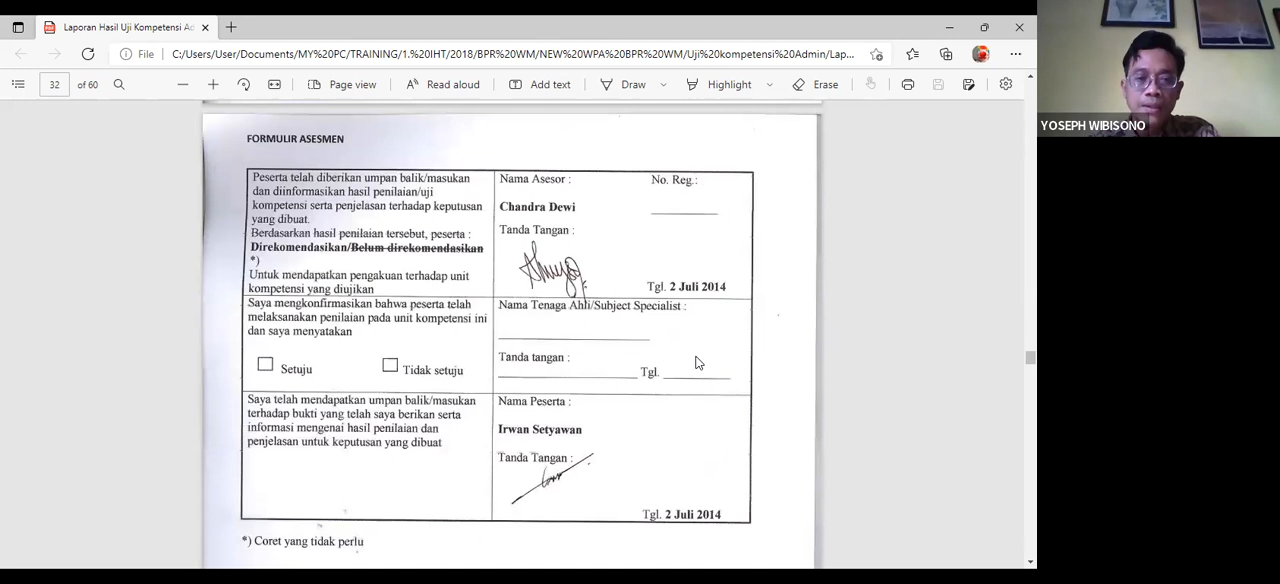 Laporan Hasil Uji Kompetensi Ad
File
C:/Users/User/Documents/MY%20PC/TRAINING/1.%20IHT/2018/BPR%20WM/NEW%20WPA%20BPR%20WM/Uji%20kompetensi%20Admin/Lap...
32 of 60
Page view
Read aloud
Add text
Draw
Highlight
Erase
YOSEPH WIBISONO
FORMULIR ASESMEN
Peserta telah diberikan umpan balik/masukan
dan diinformasikan hasil penilaian/uji
kompetensi serta penjelasan terhadap keputusan
yang dibuat.
Berdasarkan hasil penilaian tersebut, peserta :
Direkomendasikan/Belum direkomendasikan
*)
Untuk mendapatkan pengakuan terhadap unit
kompetensi yang diujikan
Nama Asesor :
No. Reg.:
Chandra Dewi
Tanda Tangan :
Tgl. 2 Juli 2014
Saya mengkonfirmasikan bahwa peserta telah
melaksanakan penilaian pada unit kompetensi ini
dan saya menyatakan
Setuju
Tidak setuju
Nama Tenaga Ahli/Subject Specialist :
Tanda tangan :
Tgl.
Saya telah mendapatkan umpan balik/masukan
terhadap bukti yang telah saya berikan serta
informasi mengenai hasil penilaian dan
penjelasan untuk keputusan yang dibuat
Nama Peserta :
Irwan Setyawan
Tanda Tangan :
Tgl. 2 Juli 2014
*) Coret yang tidak perlu